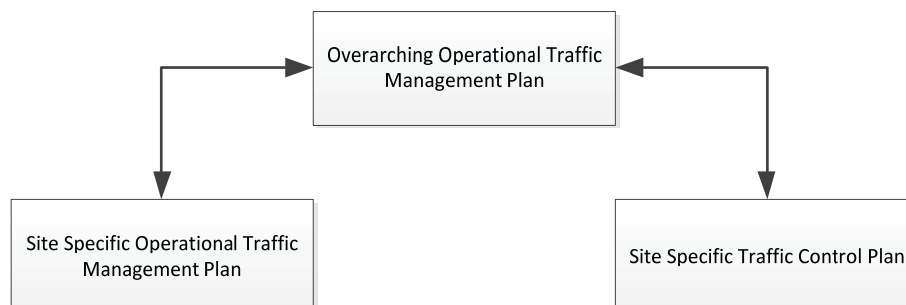 Overarching Operational Traffic
Management Plan
Site Specific Operational Traffic
Management Plan
Site Specific Traffic Control Plan